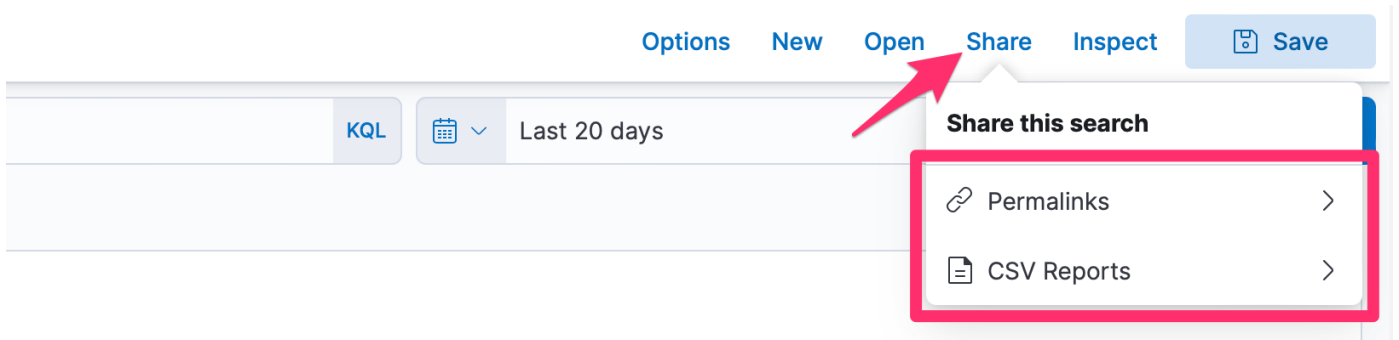 Options New Open Share Inspect Save
KQL Last 20 days
Share this search
Permalinks
CSV Reports